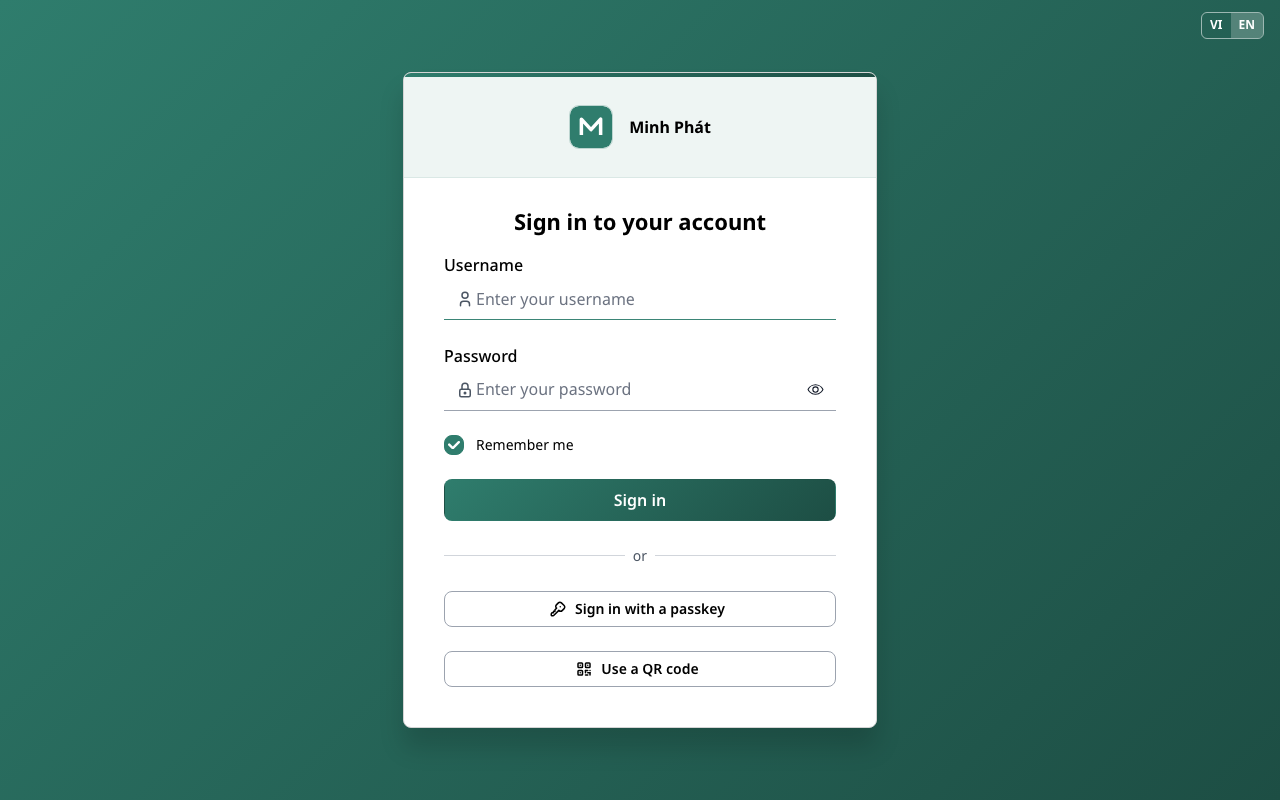 VI EN
Minh Phát
Sign in to your account
Username
Enter your username
Password
Enter your password
Remember me
Sign in
or
Sign in with a passkey
Use a QR code